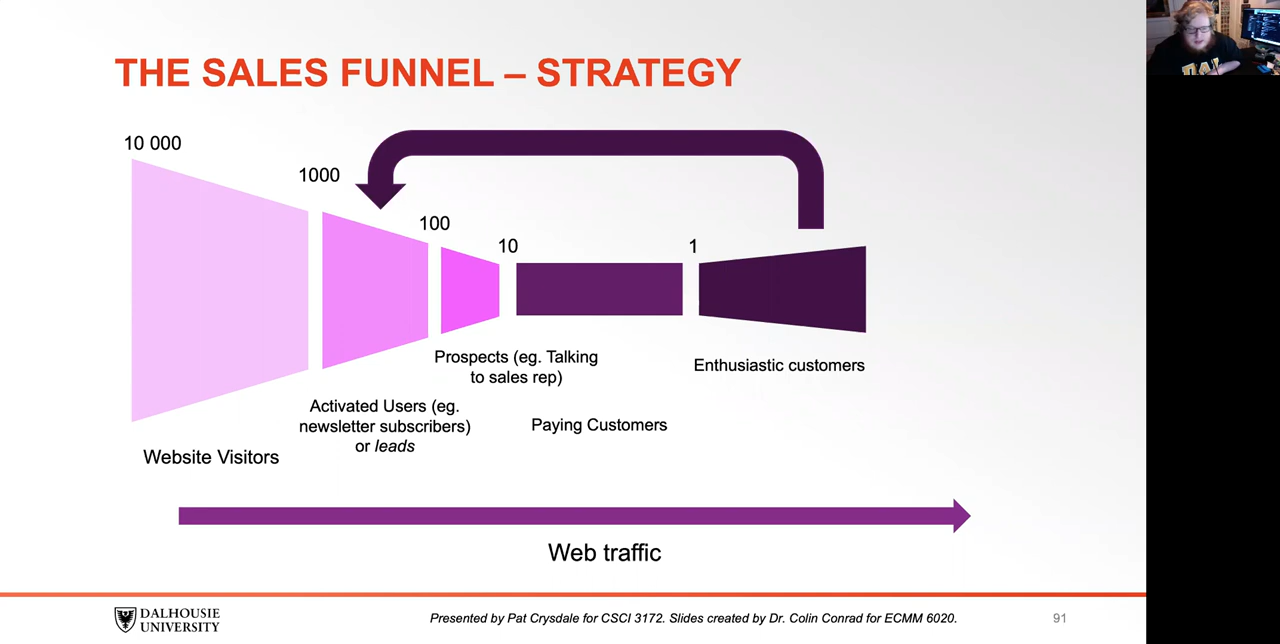 THE SALES FUNNEL – STRATEGY
10 000
1000
100
10
1
Prospects (eg. Talking
to sales rep)
Enthusiastic customers
Activated Users (eg.
newsletter subscribers)
or leads
Paying Customers
Website Visitors
Web traffic
DALHOUSIE
UNIVERSITY
Presented by Pat Crysdale for CSCI 3172. Slides created by Dr. Colin Conrad for ECMM 6020.
91